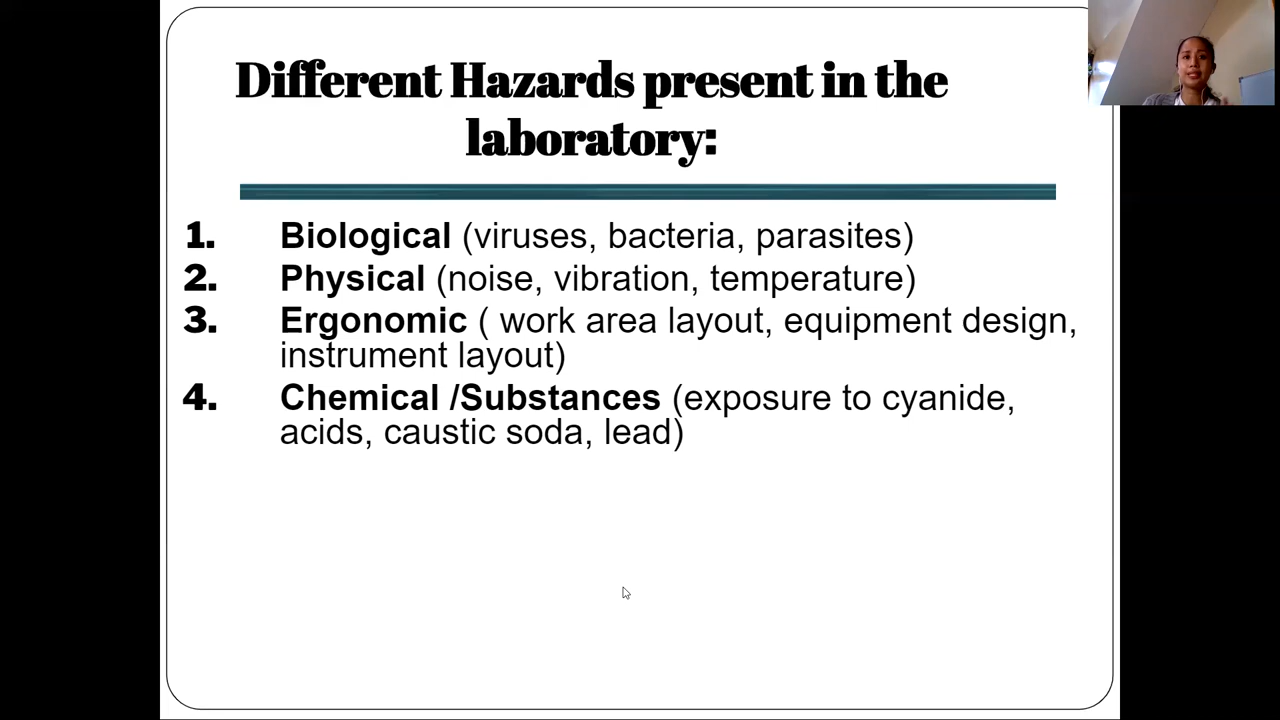 Different Hazards present in the
laboratory:
1. Biological (viruses, bacteria, parasites)
2. Physical (noise, vibration, temperature)
3. Ergonomic ( work area layout, equipment design,
instrument layout)
4. Chemical /Substances (exposure to cyanide,
acids, caustic soda, lead)